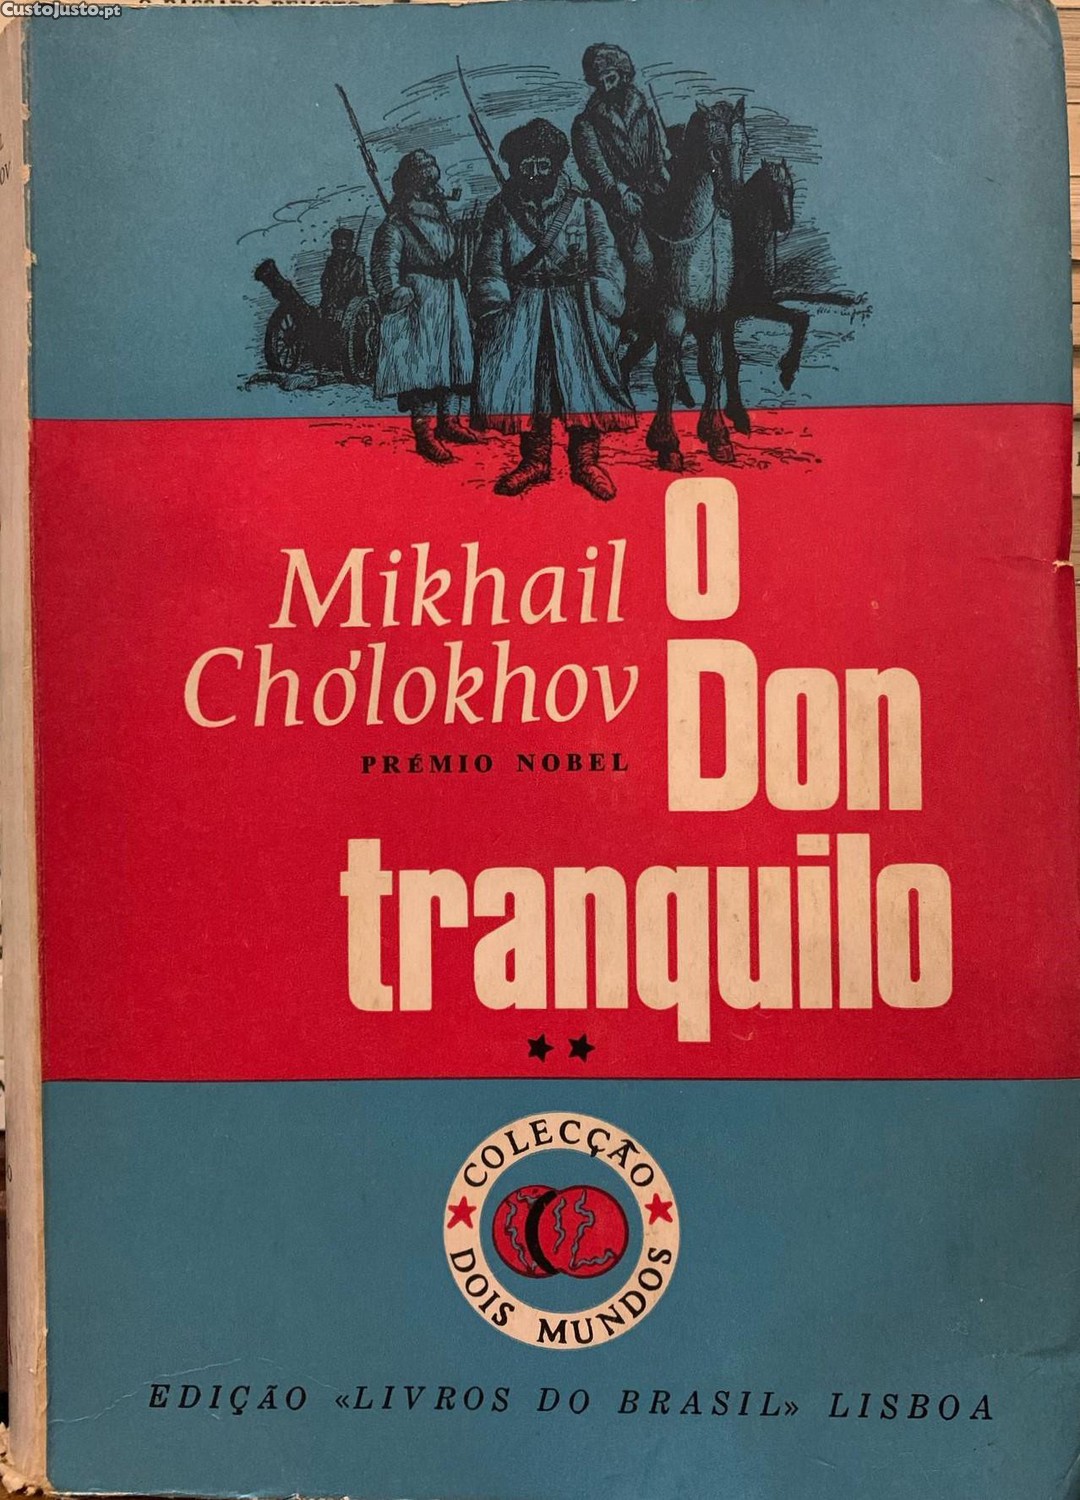 CustoJusto.pt
Mikhail
Chólokhov
PRÉMIO NOBEL
O
Don
tranquilo
COLECÇÃO
DOIS MUNDOS
EDIÇÃO «LIVROS DO BRASIL» LISBOA